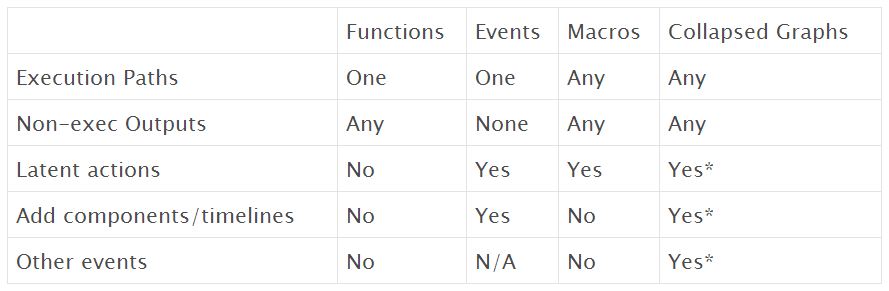 Functions Events Macros Collapsed Graphs
Execution Paths One One Any Any
Non-exec Outputs Any None Any Any
Latent actions No Yes Yes Yes*
Add components/timelines No Yes No Yes*
Other events No N/A No Yes*